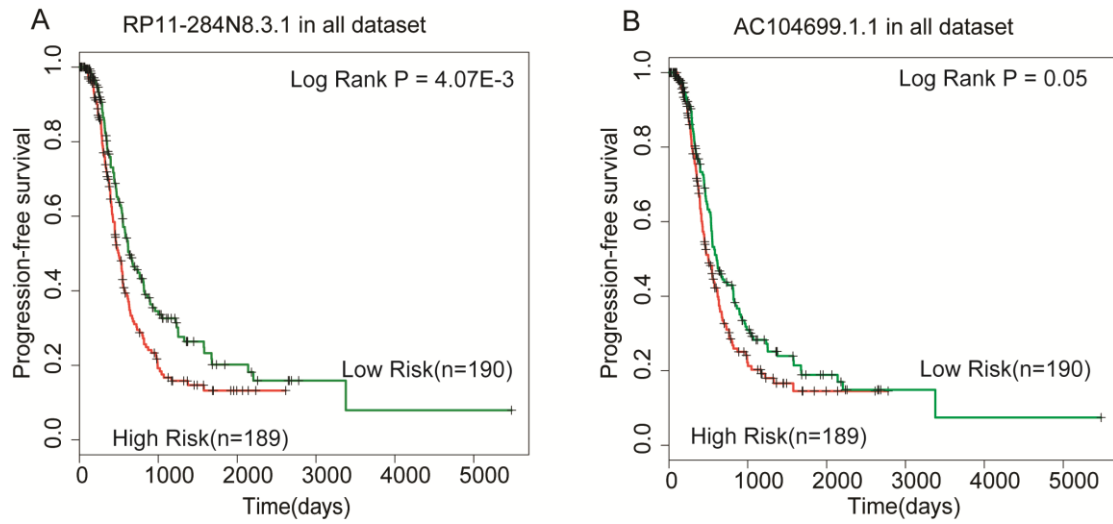 A
RP11-284N8.3.1 in all dataset
Log Rank P = 4.07E-3
Progression-free survival
1.0
0.8
0.6
0.4
0.2
0.0
Low Risk(n=190)
High Risk(n=189)
0 1000 2000 3000 4000 5000
Time(days)
B
AC104699.1.1 in all dataset
Log Rank P = 0.05
Progression-free survival
1.0
0.8
0.6
0.4
0.2
0.0
Low Risk(n=190)
High Risk(n=189)
0 1000 2000 3000 4000 5000
Time(days)